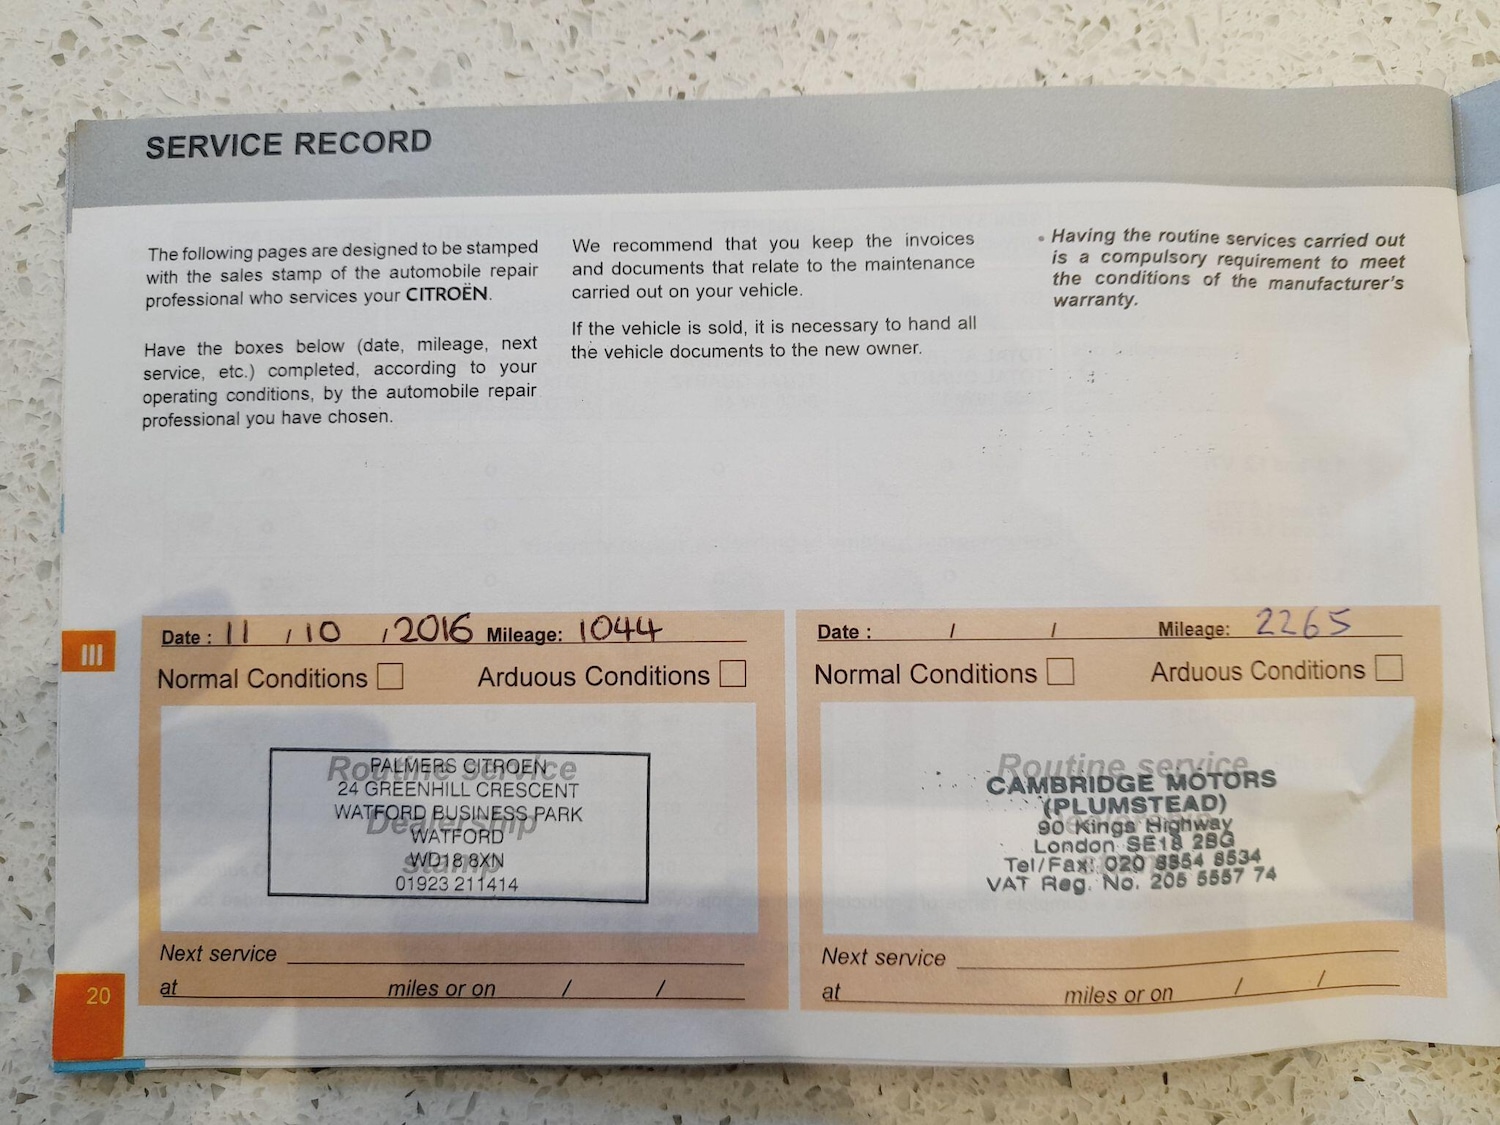 SERVICE RECORD
The following pages are designed to be stamped
with the sales stamp of the automobile repair
professional who services your CITROËN.
Have the boxes below (date, mileage, next
service, etc.) completed, according to your
operating conditions, by the automobile repair
professional you have chosen.
We recommend that you keep the invoices
and documents that relate to the maintenance
carried out on your vehicle.
If the vehicle is sold, it is necessary to hand all
the vehicle documents to the new owner.
• Having the routine services carried out
is a compulsory requirement to meet
the conditions of the manufacturer's
warranty.
III
Date : 11 / 10 / 2016 Mileage: 1044
Normal Conditions Arduous Conditions
Routine service
Dealership
stamp
PALMERS CITROEN
24 GREENHILL CRESCENT
WATFORD BUSINESS PARK
WATFORD
WD18 8XN
01923 211414
Next service
at miles or on / /
Date : / / Mileage: 2265
Normal Conditions Arduous Conditions
Routine service
CAMBRIDGE MOTORS
(PLUMSTEAD)
90 Kings Highway
London SE18 2BG
Tel/Fax: 020 8854 8534
VAT Reg. No. 205 5557 74
Next service
at miles or on / /
20